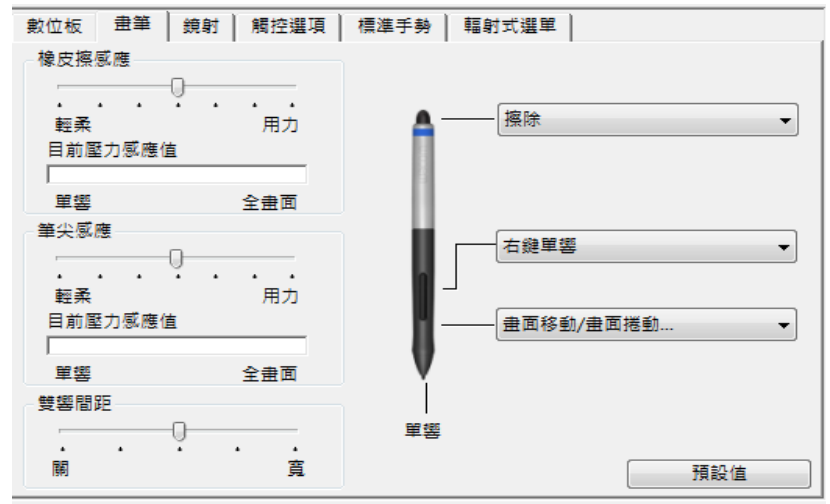 數位板 畫筆 鏡射 觸控選項 標準手勢 輻射式選單
橡皮擦感應
輕柔 用力
目前壓力感應值
單響 全畫面
擦除
筆尖感應
輕柔 用力
目前壓力感應值
單響 全畫面
右鍵單響
畫面移動/畫面捲動...
雙響間距
關 寬
單響
預設值